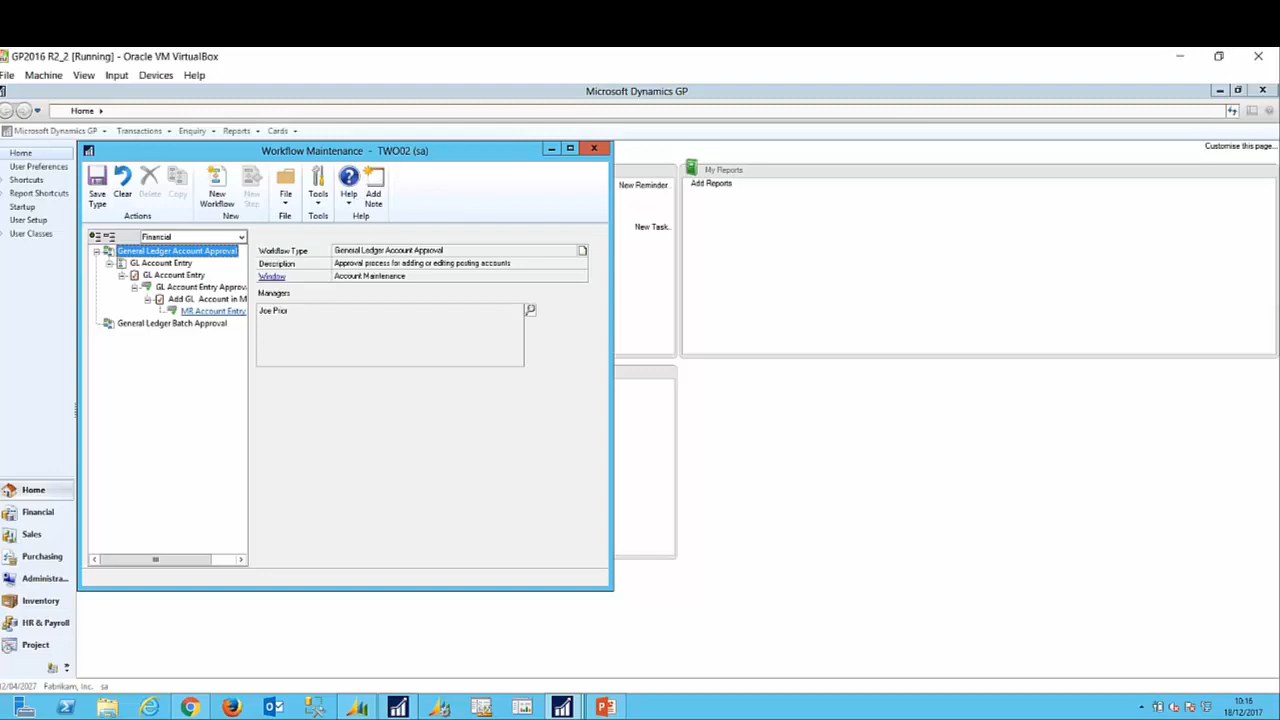 GP2016 R2_2 [Running] - Oracle VM VirtualBox
File Machine View Input Devices Help
Microsoft Dynamics GP
Home
Microsoft Dynamics GP Transactions Enquiry Reports Cards
Customise this page...
Home
User Preferences
Shortcuts
Report Shortcuts
Startup
User Setup
User Classes
Workflow Maintenance - TWO02 (sa)
Save Type
Clear
Delete
Copy
Actions
New Workflow
New Step
New
File
File
Tools
Tools
Help
Add Note
Help
Financial
General Ledger Account Approval
GL Account Entry
GL Account Entry
GL Account Entry Approv
Add GL Account in M
MR Account Entry
General Ledger Batch Approval
Workflow Type General Ledger Account Approval
Description Approval process for adding or editing posting accounts
Window Account Maintenance
Managers
Joe Prior
New Reminder
New Task..
My Reports
Add Reports
Home
Financial
Sales
Purchasing
Administra...
Inventory
HR & Payroll
Project
12/04/2027 Fabrikam, Inc. sa
10:16
18/12/2017